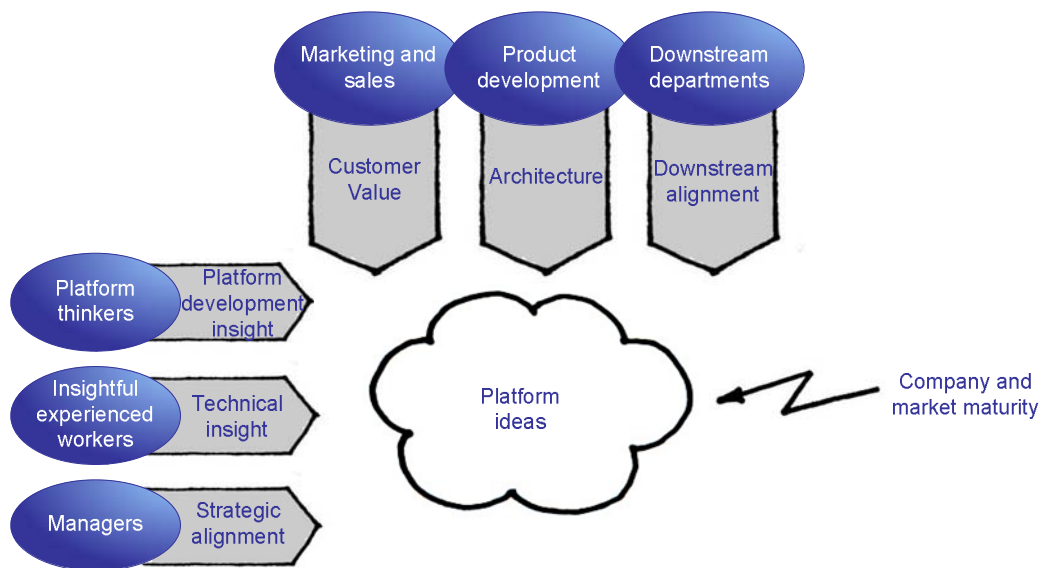 Marketing and
sales
Product
development
Downstream
departments
Customer
Value
Architecture
Downstream
alignment
Platform
thinkers
Platform
development
insight
Insightful
experienced
workers
Technical
insight
Managers
Strategic
alignment
Platform
ideas
Company and
market maturity